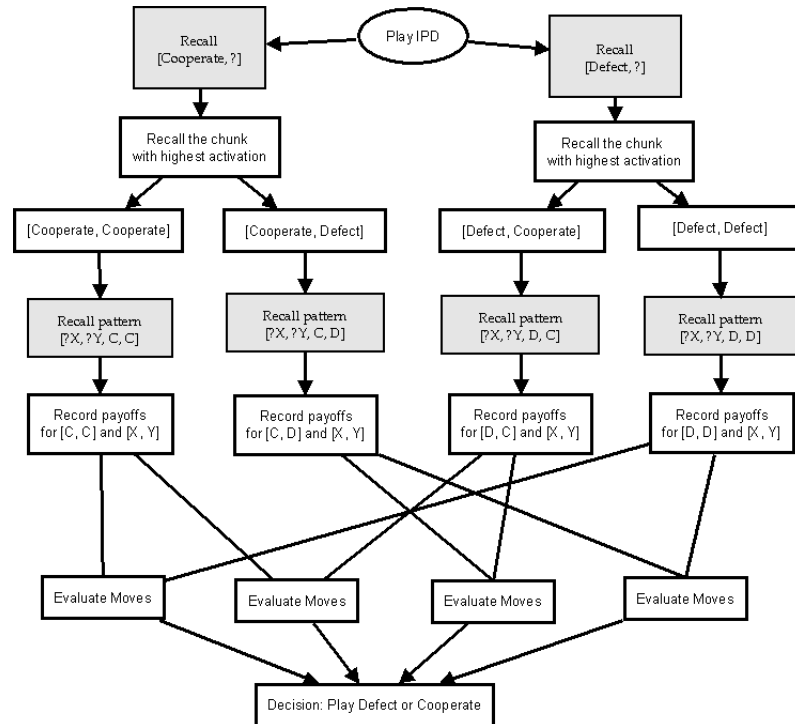 Play IPD
Recall
[Cooperate, ?]
Recall
[Defect, ?]
Recall the chunk
with highest activation
Recall the chunk
with highest activation
[Cooperate, Cooperate]
[Cooperate, Defect]
[Defect, Cooperate]
[Defect, Defect]
Recall pattern
[?X, ?Y, C, C]
Recall pattern
[?X, ?Y, C, D]
Recall pattern
[?X, ?Y, D, C]
Recall pattern
[?X, ?Y, D, D]
Record payoffs
for [C, C] and [X, Y]
Record payoffs
for [C, D] and [X, Y]
Record payoffs
for [D, C] and [X, Y]
Record payoffs
for [D, D] and [X, Y]
Evaluate Moves
Evaluate Moves
Evaluate Moves
Evaluate Moves
Decision: Play Defect or Cooperate